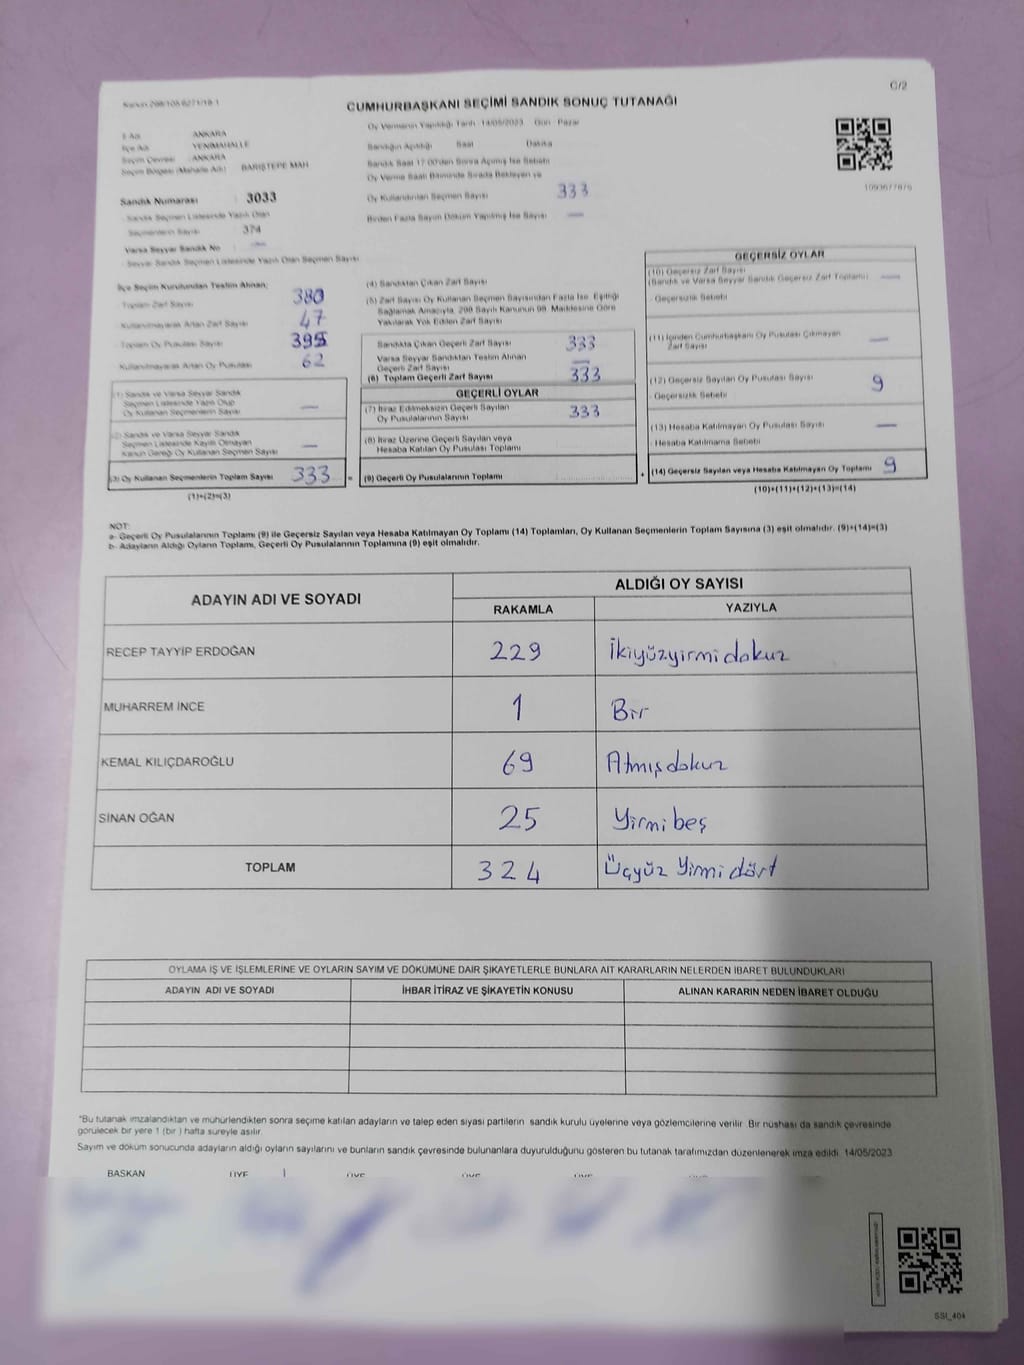 Kanun 298/105 6271/19-1
C/2
CUMHURBAŞKANI SEÇİMİ SANDIK SONUÇ TUTANAĞI
Oy Vermenin Yapıldığı Tarih 14/05/2023 Gün Pazar
İl Adı ANKARA
İlçe Adı YENİMAHALLE
Seçim Çevresi ANKARA
Seçim Bölgesi (Mahalle Adı) BARIŞTEPE MAH
Sandık Numarası 3033
Sandık Seçmen Listesinde Yazılı Olan
Seçmenlerin Sayısı 374
Varsa Seyyar Sandık No —
- Seyyar Sandık Seçmen Listesinde Yazılı Olan Seçmen Sayısı
Sandığın Açıldığı Saat Dakika
Sandık Saat 17.00'den Sonra Açılmış İse Sebebi
Oy Verme Saati Bitiminde Sırada Bekleyen ve
Oy Kullandırılan Seçmen Sayısı 333
Birden Fazla Sayım Döküm Yapılmış İse Sayısı —
İlçe Seçim Kurulundan Teslim Alınan;
Toplam Zarf Sayısı 380
Kullanılmayarak Artan Zarf Sayısı 47
Toplam Oy Pusulası Sayısı 395
Kullanılmayarak Artan Oy Pusulası 62
(1) Sandık ve Varsa Seyyar Sandık
Seçmen Listesinde Yazılı Olup
Oy Kullanan Seçmenlerin Sayısı —
(2) Sandık ve Varsa Seyyar Sandık
Seçmen Listesinde Kayıtlı Olmayan
Kanun Gereği Oy Kullanan Seçmen Sayısı —
(3) Oy Kullanan Seçmenlerin Toplam Sayısı 333 =
(1)+(2)=(3)
(4) Sandıktan Çıkan Zarf Sayısı
(5) Zarf Sayısı Oy Kullanan Seçmen Sayısından Fazla İse, Eşitliği
Sağlamak Amacıyla, 298 Sayılı Kanunun 98. Maddesine Göre
Yakılarak Yok Edilen Zarf Sayısı
Sandıkta Çıkan Geçerli Zarf Sayısı 333
Varsa Seyyar Sandıktan Teslim Alınan
Geçerli Zarf Sayısı —
(6) Toplam Geçerli Zarf Sayısı 333
GEÇERLİ OYLAR
(7) İtiraz Edilmeksizin Geçerli Sayılan
Oy Pusulalarının Sayısı 333
(8) İtiraz Üzerine Geçerli Sayılan veya
Hesaba Katılan Oy Pusulası Toplamı
(9) Geçerli Oy Pusulalarının Toplamı +
1093677876
GEÇERSİZ OYLAR
(10) Geçersiz Zarf Sayısı
(Sandık ve Varsa Seyyar Sandık Geçersiz Zarf Toplamı) —
- Geçersizlik Sebebi
(11) İçinden Cumhurbaşkanı Oy Pusulası Çıkmayan
Zarf Sayısı —
(12) Geçersiz Sayılan Oy Pusulası Sayısı 9
- Geçersizlik Sebebi
(13) Hesaba Katılmayan Oy Pusulası Sayısı —
- Hesaba Katılmama Sebebi
(14) Geçersiz Sayılan veya Hesaba Katılmayan Oy Toplamı 9
(10)+(11)+(12)+(13)=(14)
NOT:
a- Geçerli Oy Pusulalarının Toplamı (9) ile Geçersiz Sayılan veya Hesaba Katılmayan Oy Toplamı (14) Toplamları, Oy Kullanan Seçmenlerin Toplam Sayısına (3) eşit olmalıdır. (9)+(14)=(3)
b- Adayların Aldığı Oyların Toplamı, Geçerli Oy Pusulalarının Toplamına (9) eşit olmalıdır.
ADAYIN ADI VE SOYADI ALDIĞI OY SAYISI
RAKAMLA YAZIYLA
RECEP TAYYİP ERDOĞAN 229 İkiyüzyirmidokuz
MUHARREM İNCE 1 Bir
KEMAL KILIÇDAROĞLU 69 Atmışdokuz
SİNAN OĞAN 25 Yirmibeş
TOPLAM 324 Üçyüz Yirmi dört
OYLAMA İŞ VE İŞLEMLERİNE VE OYLARIN SAYIM VE DÖKÜMÜNE DAİR ŞİKAYETLERLE BUNLARA AİT KARARLARIN NELERDEN İBARET BULUNDUKLARI
ADAYIN ADI VE SOYADI İHBAR İTİRAZ VE ŞİKAYETİN KONUSU ALINAN KARARIN NEDEN İBARET OLDUĞU
"Bu tutanak imzalandıktan ve mühürlendikten sonra seçime katılan adayların ve talep eden siyasi partilerin sandık kurulu üyelerine veya gözlemcilerine verilir. Bir nüshası da sandık çevresinde
görülecek bir yere 1 (bir ) hafta süreyle asılır.
Sayım ve döküm sonucunda adayların aldığı oyların sayılarını ve bunların sandık çevresinde bulunanlara duyurulduğunu gösteren bu tutanak tarafımızdan düzenlenerek imza edildi. 14/05/2023
BAŞKAN ÜYE ÜYE ÜYE ÜYE ÜYE
SSI_404